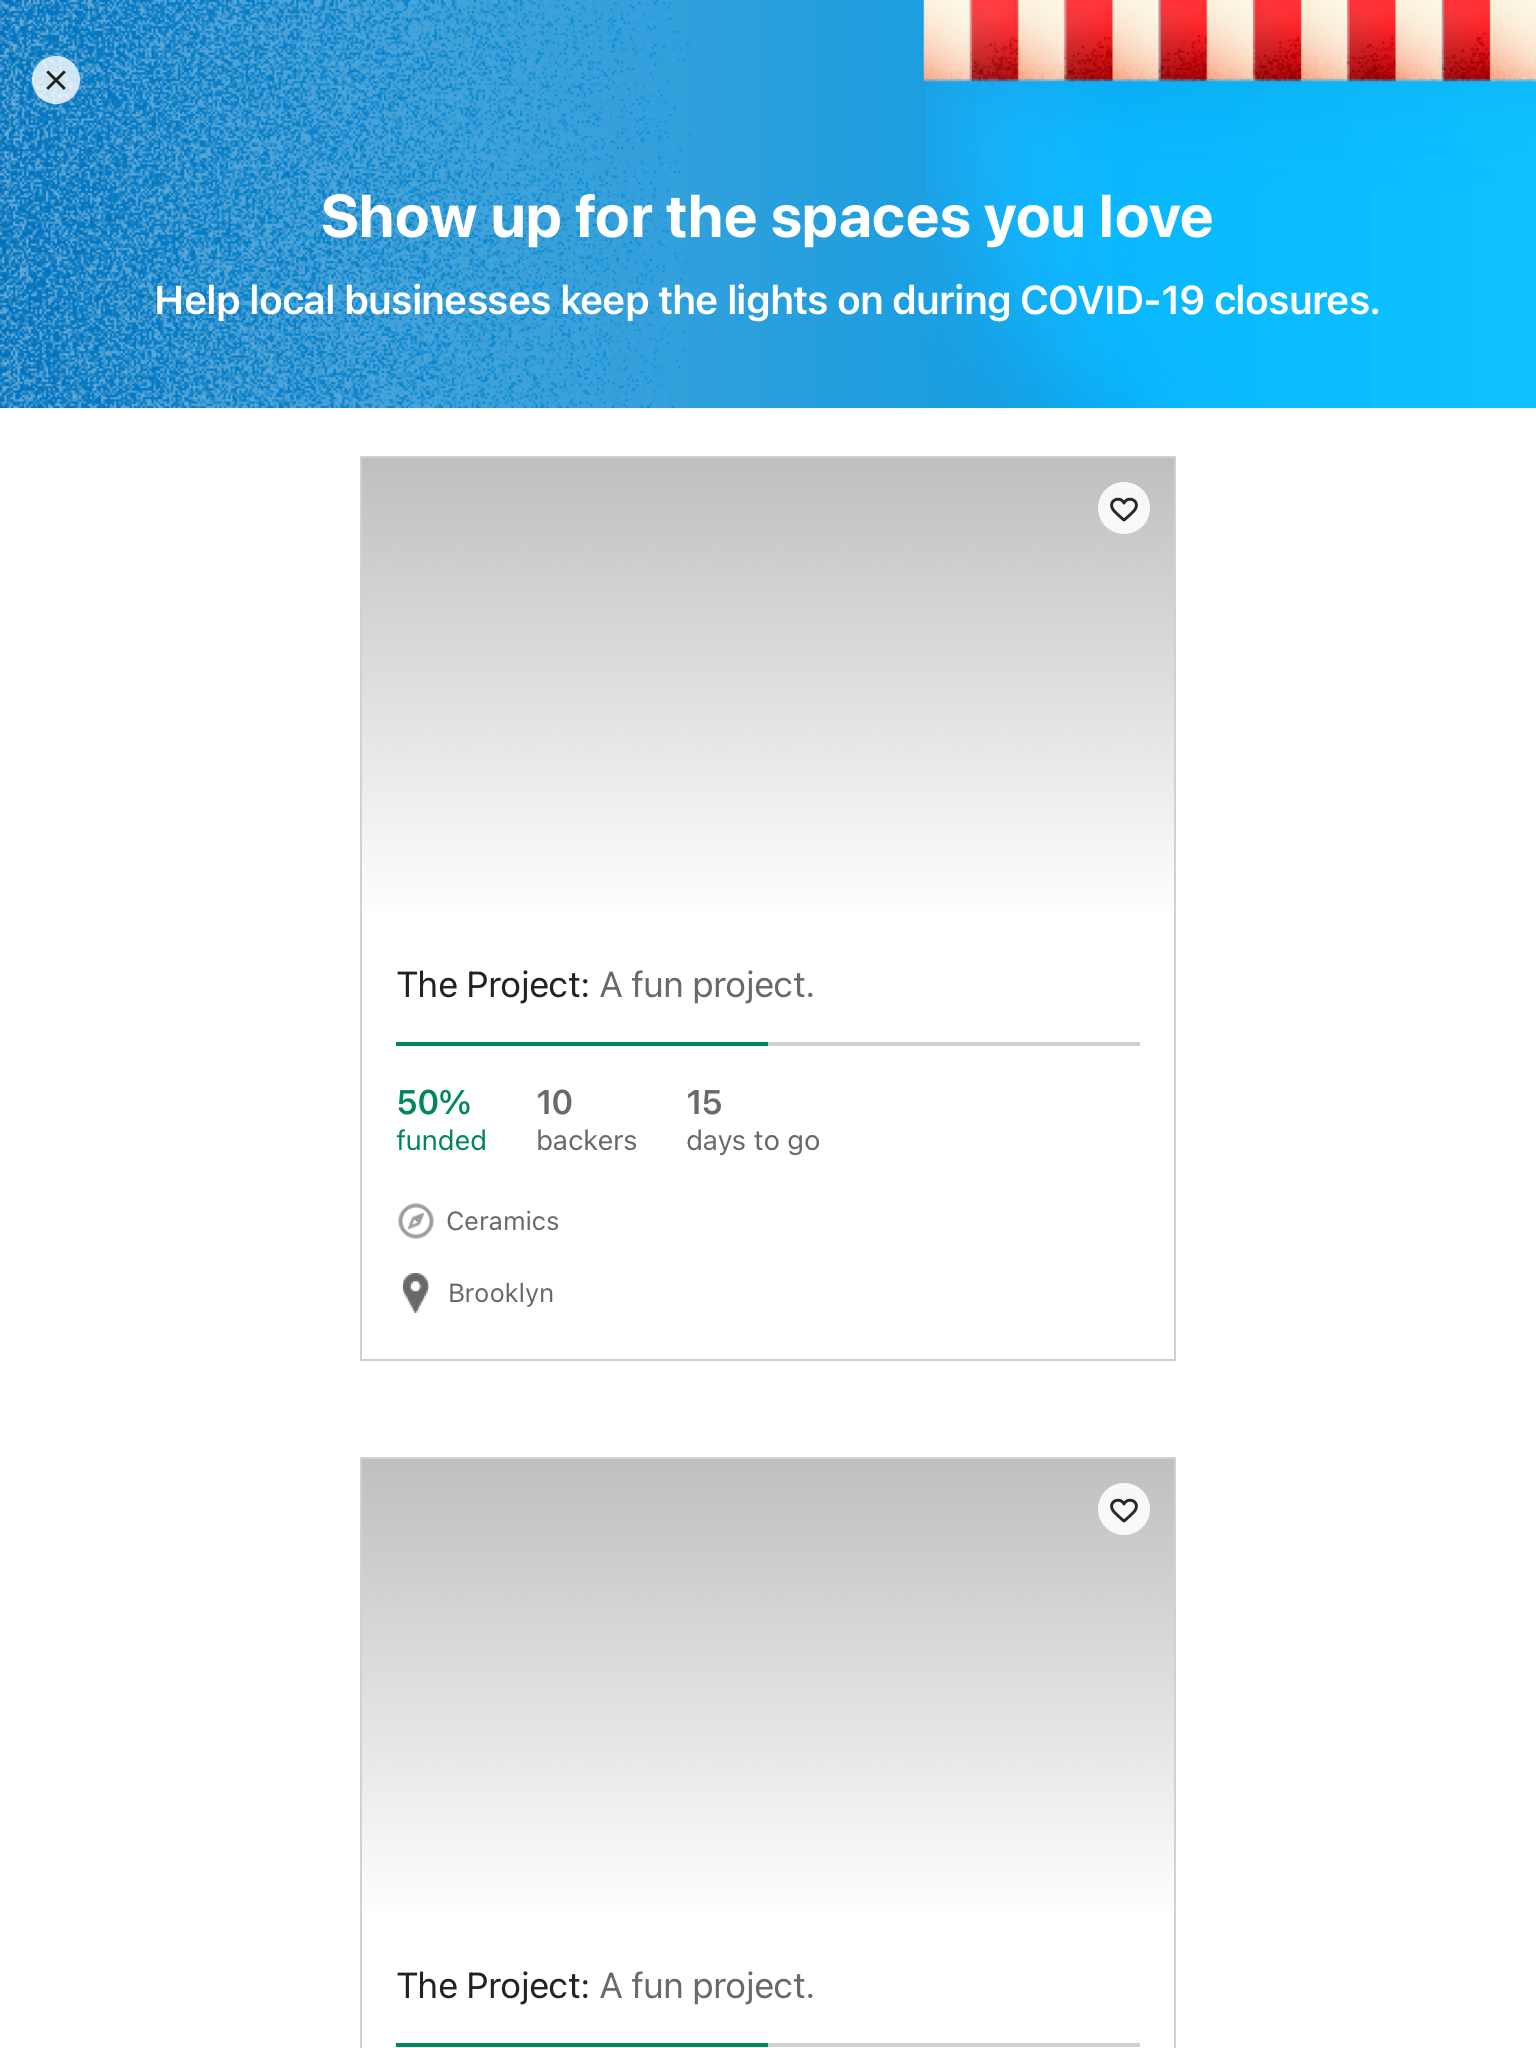 Show up for the spaces you love
Help local businesses keep the lights on during COVID-19 closures.
The Project: A fun project.
50% 10 15
funded backers days to go
Ceramics
Brooklyn
The Project: A fun project.